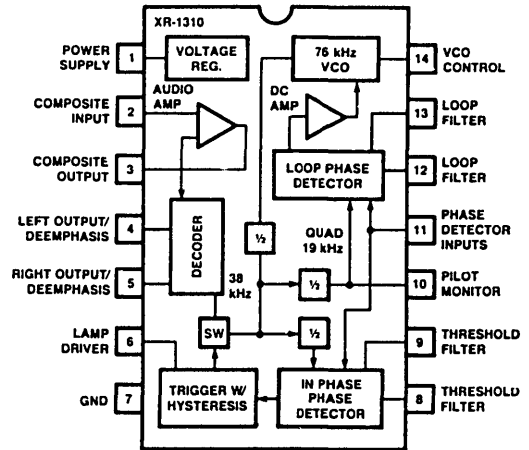 XR-1310
POWER
SUPPLY
1
VOLTAGE
REG.
76 kHz
VCO
14
VCO
CONTROL
COMPOSITE
INPUT
2
AUDIO
AMP
DC
AMP
13
LOOP
FILTER
COMPOSITE
OUTPUT
3
LOOP PHASE
DETECTOR
12
LOOP
FILTER
LEFT OUTPUT/
DEEMPHASIS
4
DECODER
½
QUAD
19 kHz
11
PHASE
DETECTOR
INPUTS
RIGHT OUTPUT/
DEEMPHASIS
5
38
kHz
½
10
PILOT
MONITOR
LAMP
DRIVER
6
SW
½
9
THRESHOLD
FILTER
GND
7
TRIGGER W/
HYSTERESIS
IN PHASE
PHASE
DETECTOR
8
THRESHOLD
FILTER